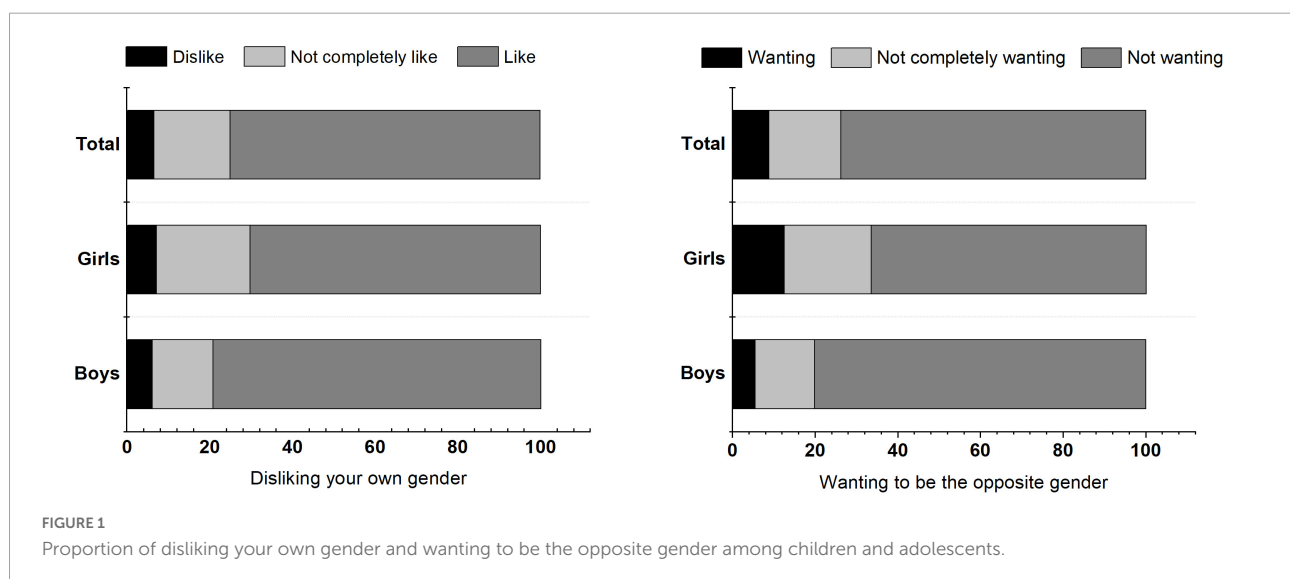 Dislike Not completely like Like
Total
Girls
Boys
0 20 40 60 80 100
Disliking your own gender
Wanting Not completely wanting Not wanting
Total
Girls
Boys
0 20 40 60 80 100
Wanting to be the opposite gender
FIGURE 1
Proportion of disliking your own gender and wanting to be the opposite gender among children and adolescents.